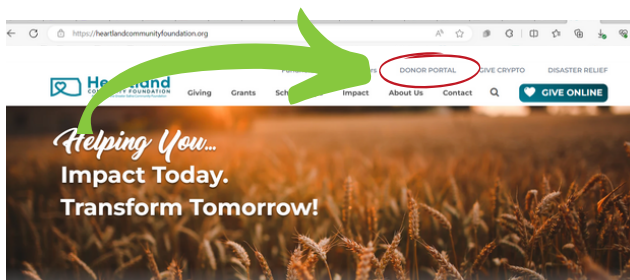 https://heartlandcommunityfoundation.org
DONOR PORTAL GIVE CRYPTO DISASTER RELIEF
Heartland
COMMUNITY FOUNDATION
Giving Grants Impact About Us Contact
GIVE ONLINE
Helping You...
Impact Today.
Transform Tomorrow!